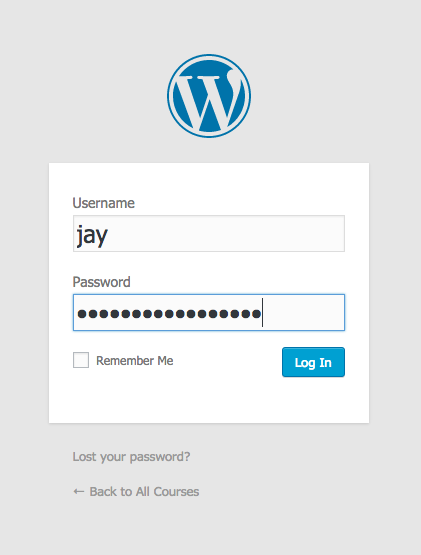 Username
jay
Password
●●●●●●●●●●●●●●●●●
Remember Me
Log In
Lost your password?
← Back to All Courses